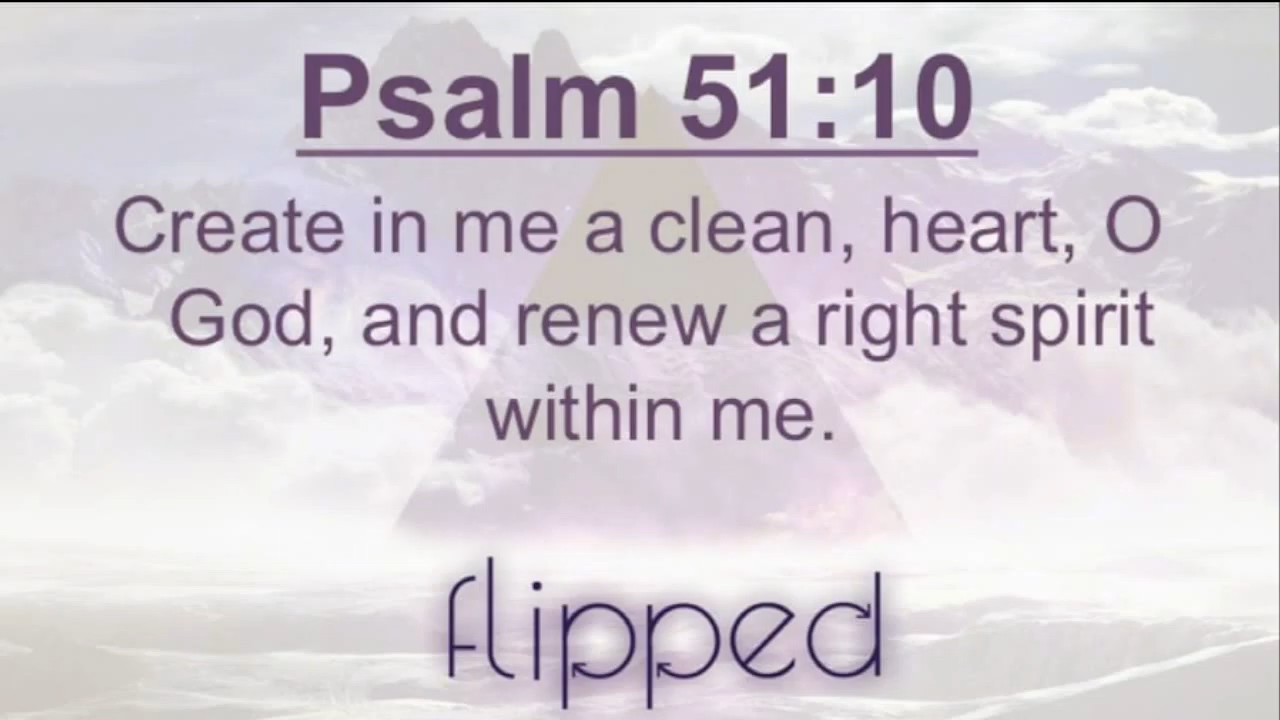 Psalm 51:10
Create in me a clean, heart, O
God, and renew a right spirit
within me.
flipped